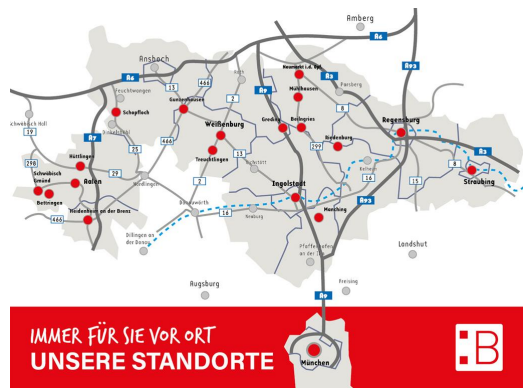 Amberg
A6
Ansbach
A6
Roth
Neumarkt i.d. Opf.
A3
A93
466
13
Feuchtwangen
2
A9
Mühlhausen
Parsberg
Gunzenhausen
8
Schopfloch
Schwäbisch Hall
Weißenburg
Greding
Beilngries
Regensburg
19
A7
Dinkelsbühl
466
299
Riedenburg
75
Treuchtlingen
13
Eichstätt
A3
298
Hüttlingen
Kelheim
8
Schwäbisch
Gmünd
29
Nördlingen
2
Ingolstadt
16
15
Straubing
Aalen
Bettringen
Donauwörth
A93
466
Heidenheim an der Brenz
16
Neuburg
Manching
Dillingen an
der Donau
Pfaffenhofen
an der Ilm
Landshut
Augsburg
Freising
A9
IMMER FÜR SIE VOR ORT
UNSERE STANDORTE
München
:B